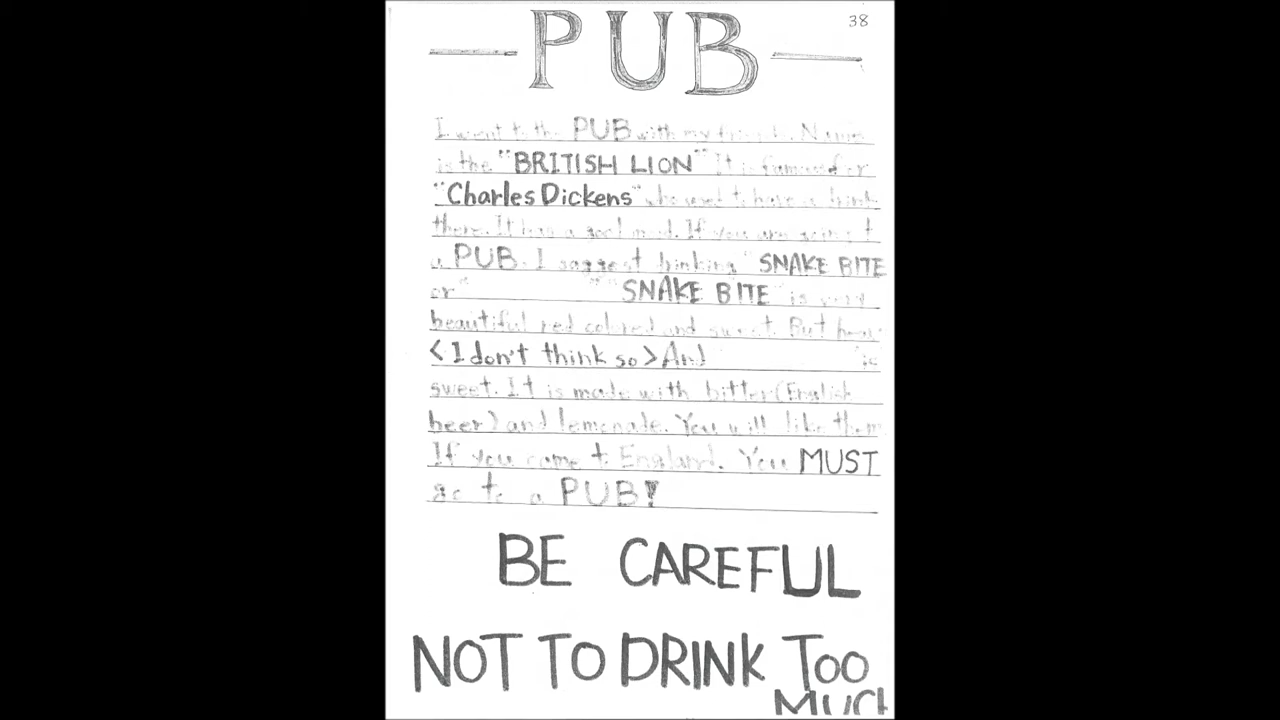 38
PUB
I went to the PUB with my friends. Name
is the "BRITISH LION" It is famous for
"Charles Dickens" who used to have a drink
there. It has a good mood. If you are going t
a PUB. I suggest "SNAKE BITE
or " " "SNAKE BITE" is very
beautiful red colored and sweet. But
<I don't think so> And " is
sweet. It is made with bitter (English
beer) and lemonade. You will like them
If you come t England. You MUST
go to a PUB!
BE CAREFUL
NOT TO DRINK Too
MUCH